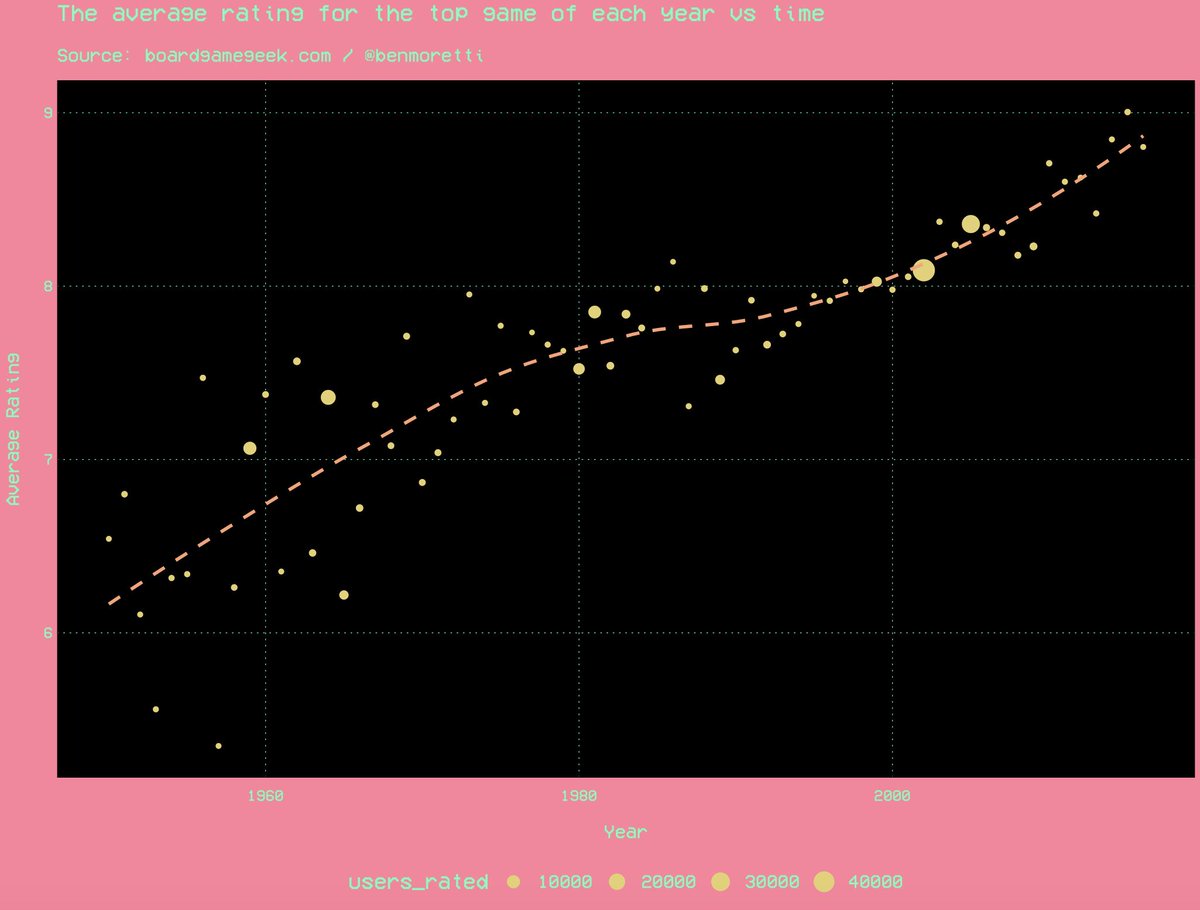 The average rating for the top game of each year vs time
Source: boardgamegeek.com / @benmoretti
9
8
7
6
Average Rating
1960 1980 2000
Year
users_rated 10000 20000 30000 40000